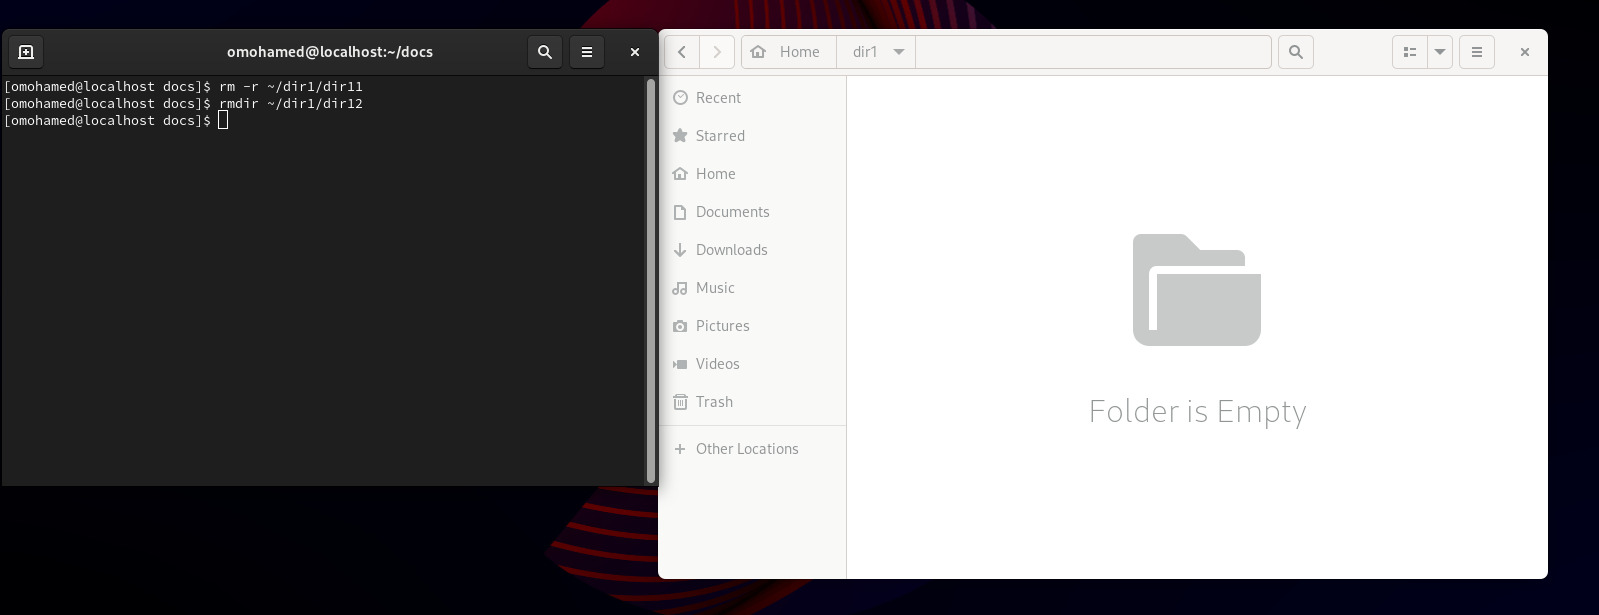 omohamed@localhost:~/docs
[omohamed@localhost docs]$ rm -r ~/dir1/dir11
[omohamed@localhost docs]$ rmdir ~/dir1/dir12
[omohamed@localhost docs]$
Home dir1
Recent
Starred
Home
Documents
Downloads
Music
Pictures
Videos
Trash
Other Locations
Folder is Empty